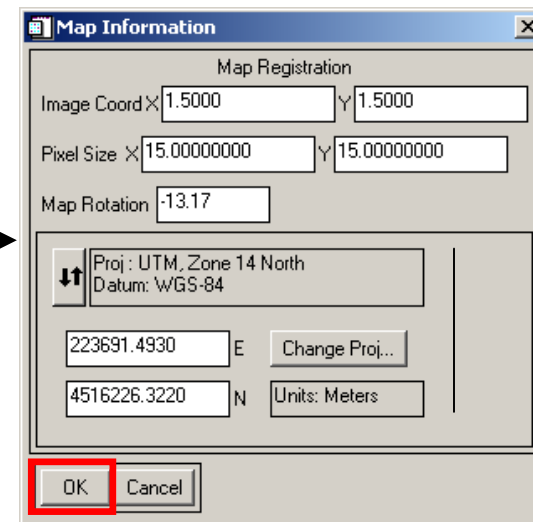 Map Information
Map Registration
Image Coord X 1.5000 Y 1.5000
Pixel Size X 15.00000000 Y 15.00000000
Map Rotation -13.17
Proj : UTM, Zone 14 North
Datum: WGS-84
223691.4930 E Change Proj...
4516226.3220 N Units: Meters
OK Cancel